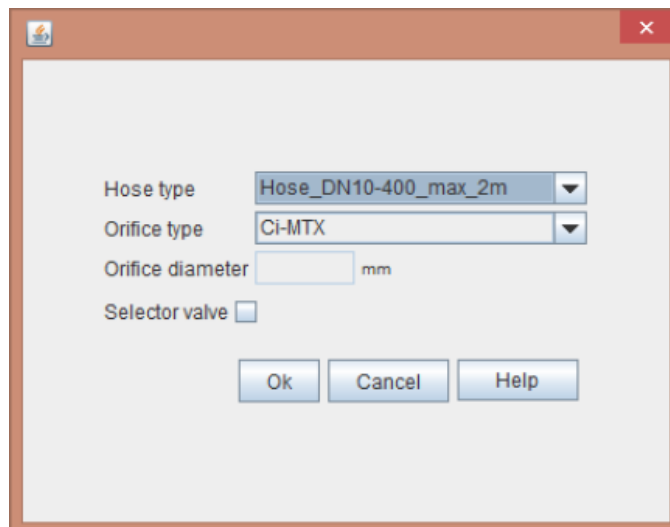 Hose type Hose_DN10-400_max_2m
Orifice type Ci-MTX
Orifice diameter mm
Selector valve
Ok Cancel Help